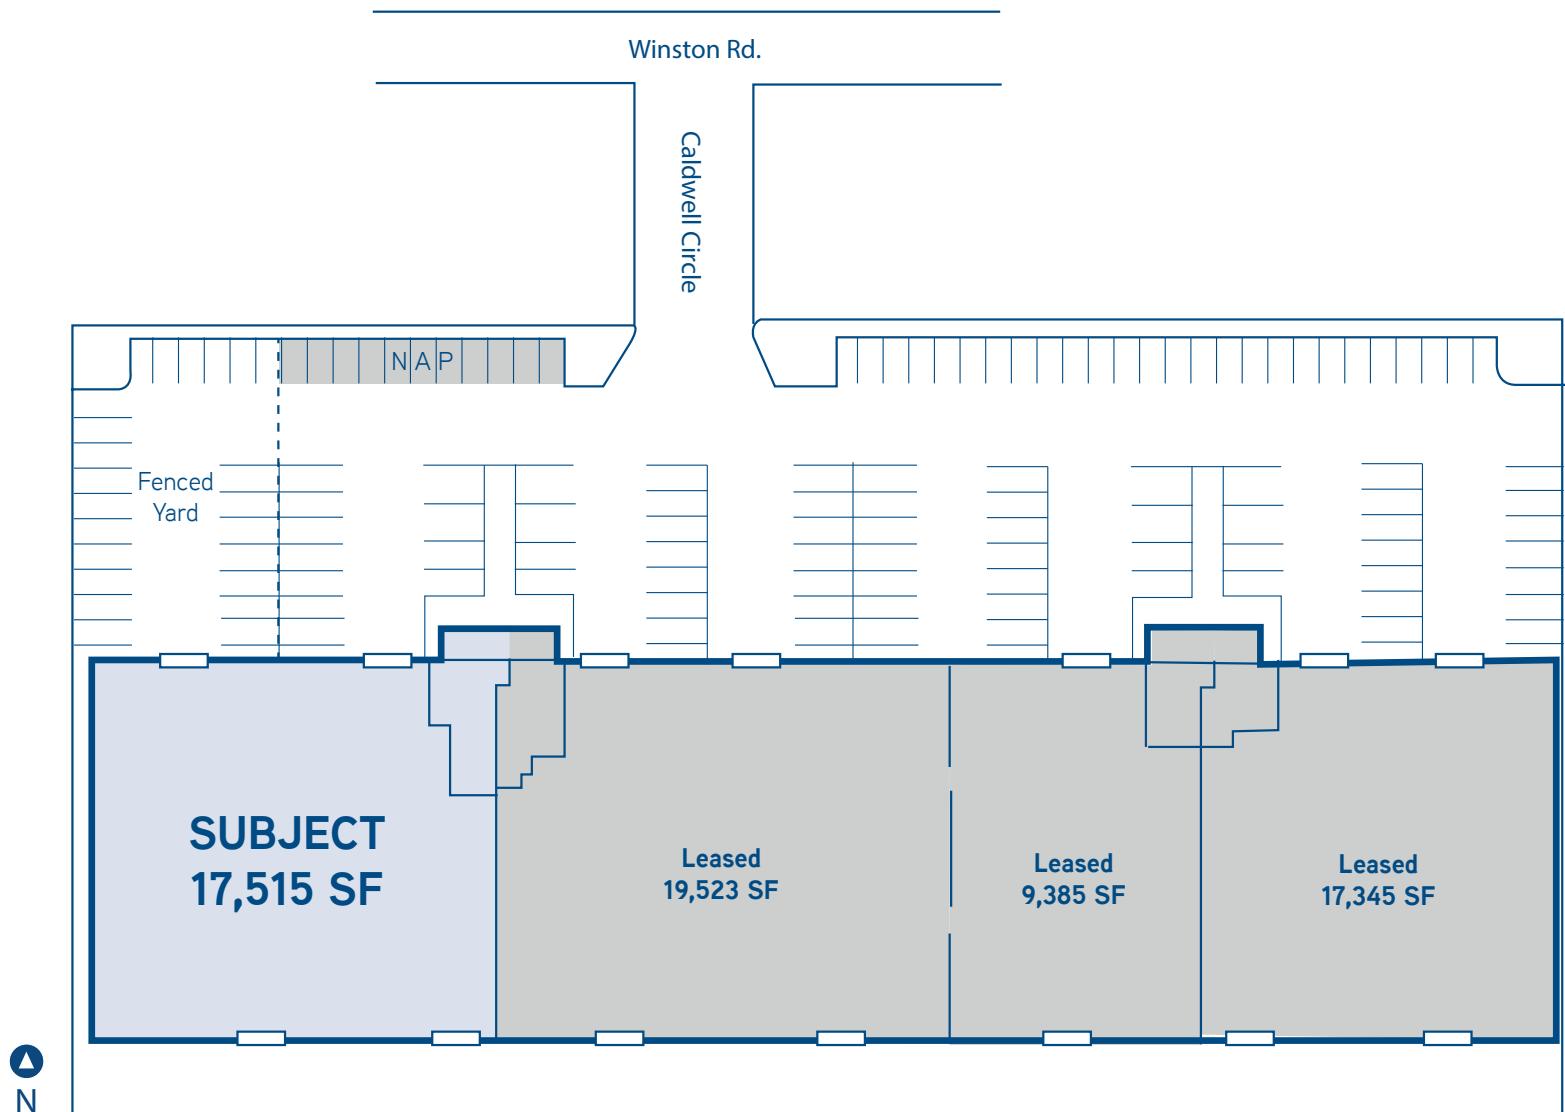 Winston Rd.
Caldwell Circle
NAP
Fenced
Yard
SUBJECT
17,515 SF
Leased
19,523 SF
Leased
9,385 SF
Leased
17,345 SF
N